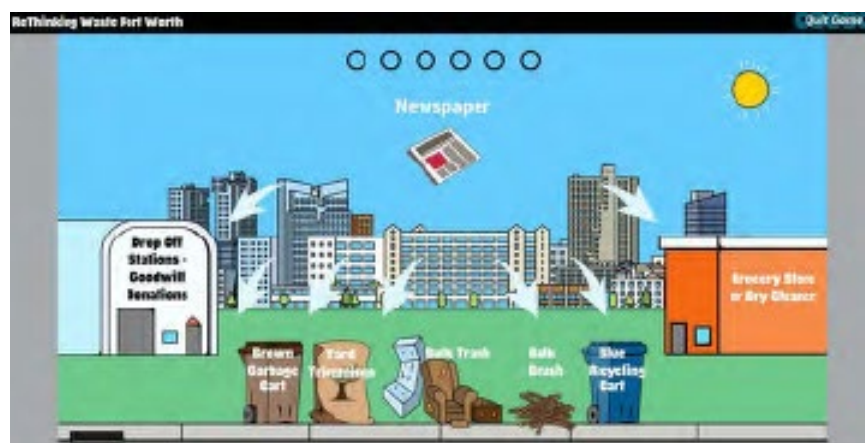 ReThinking Waste Fort Worth
Quit Game
Newspaper
Drop Off
Stations -
Goodwill
Donations
Grocery Store
or Dry Cleaner
Brown
Garbage
Cart
Yard
Trimmings
Bulk Trash
Bulk
Brush
Blue
Recycling
Cart